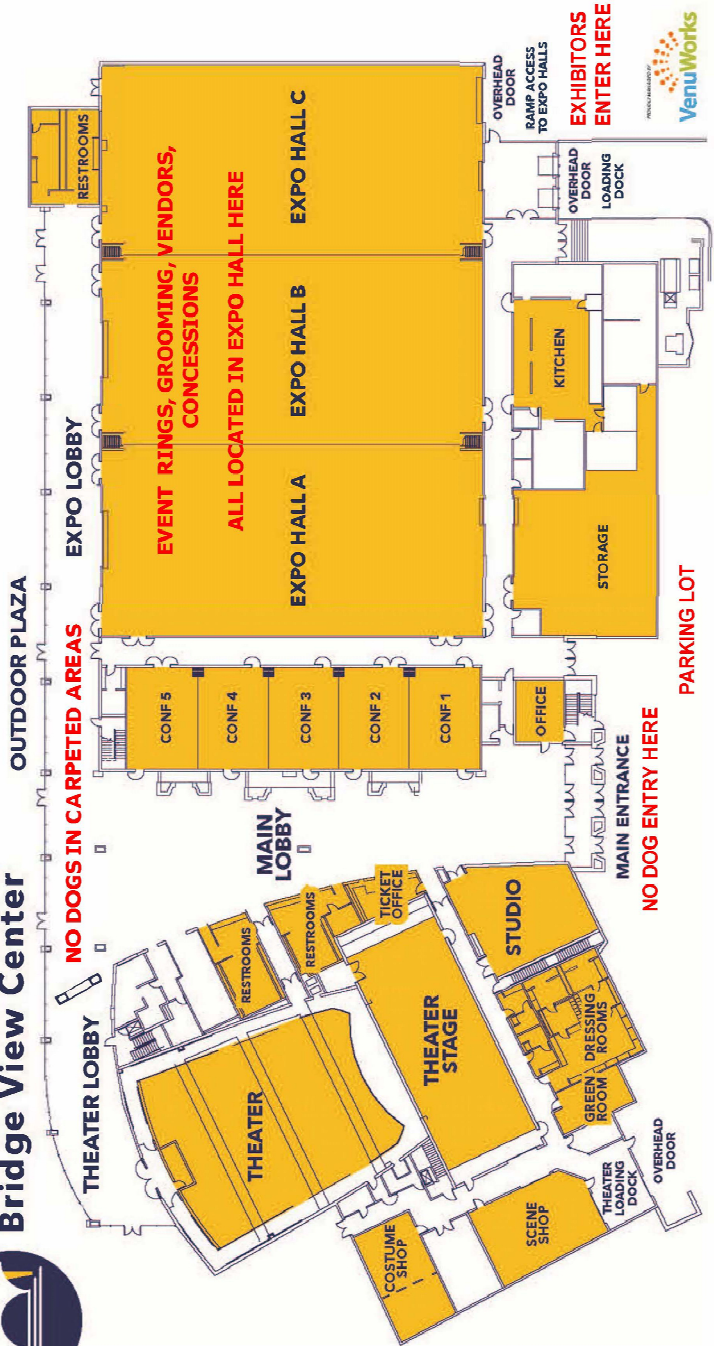 Bridge View Center
OUTDOOR PLAZA
NO DOGS IN CARPETED AREAS
THEATER LOBBY
EXPO LOBBY
RESTROOMS
EVENT RINGS, GROOMING, VENDORS,
CONCESSIONS
ALL LOCATED IN EXPO HALL HERE
EXPO HALL A
EXPO HALL B
EXPO HALL C
CONF 5
CONF 4
CONF 3
CONF 2
CONF 1
MAIN
LOBBY
RESTROOMS
RESTROOMS
TICKET
OFFICE
THEATER
THEATER
STAGE
STUDIO
DRESSING
ROOMS
GREEN
ROOM
COSTUME
SHOP
SCENE
SHOP
THEATER
LOADING
DOCK
OVERHEAD
DOOR
OFFICE
MAIN ENTRANCE
NO DOG ENTRY HERE
PARKING LOT
STORAGE
KITCHEN
OVERHEAD
DOOR
LOADING
DOCK
OVERHEAD
DOOR
RAMP ACCESS
TO EXPO HALLS
EXHIBITORS
ENTER HERE
PROUDLY MANAGED BY
VenuWorks